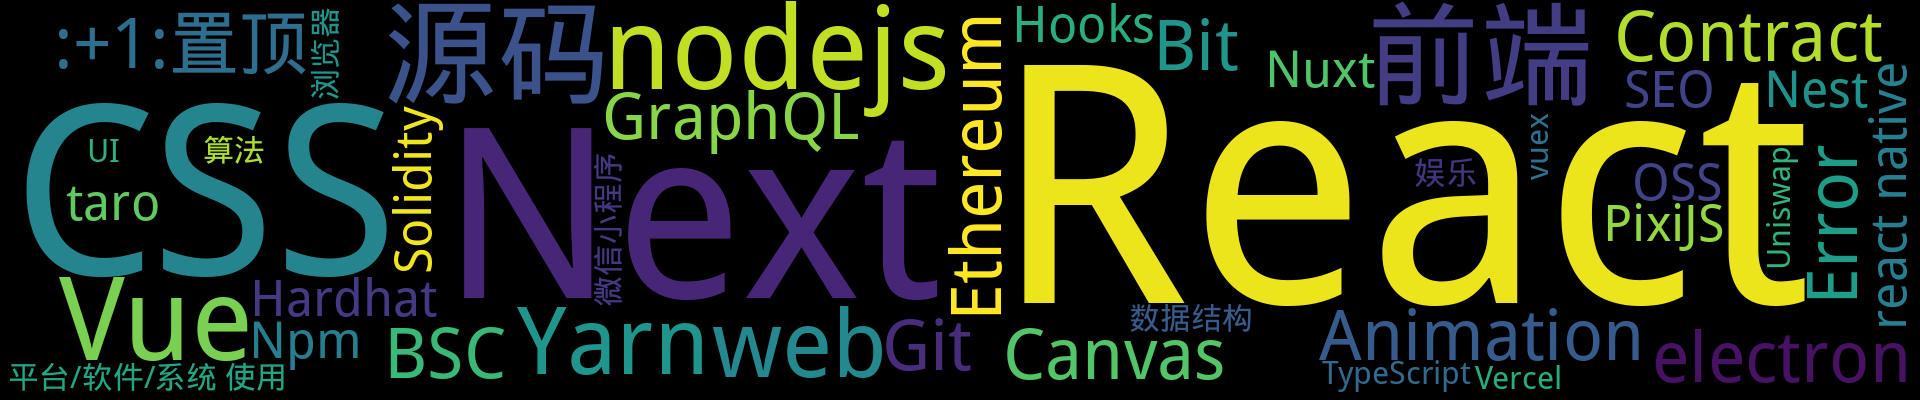 :+1:置顶
浏览器
源码
nodejs
Hooks
Bit
Nuxt
前端
Contract
SEO
Nest
react native
CSS
UI
算法
taro
Solidity
Next
GraphQL
微信小程序
Ethereum
React
娱乐
vuex
OSS
PixiJS
Uniswap
Error
Vue
Hardhat
Npm
平台/软件/系统 使用
BSC
Yarn
web
Git
Canvas
数据结构
Animation
TypeScript
Vercel
electron